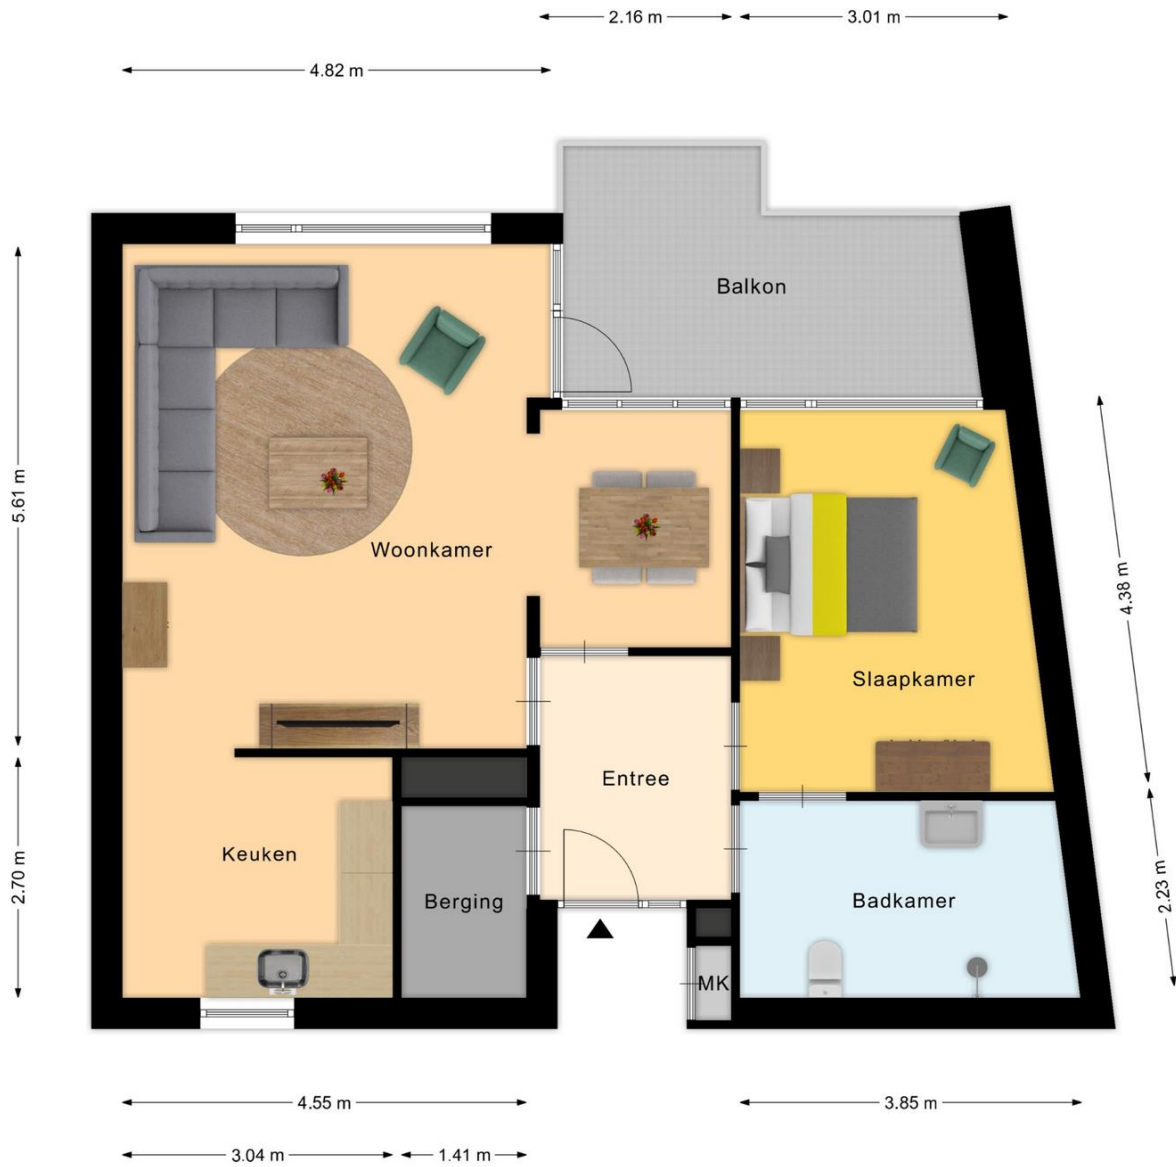 2.16 m
3.01 m
4.82 m
Balkon
5.61 m
Woonkamer
4.38 m
Slaapkamer
Entree
Keuken
2.70 m
Berging
Badkamer
2.23 m
MK
4.55 m
3.85 m
3.04 m
1.41 m